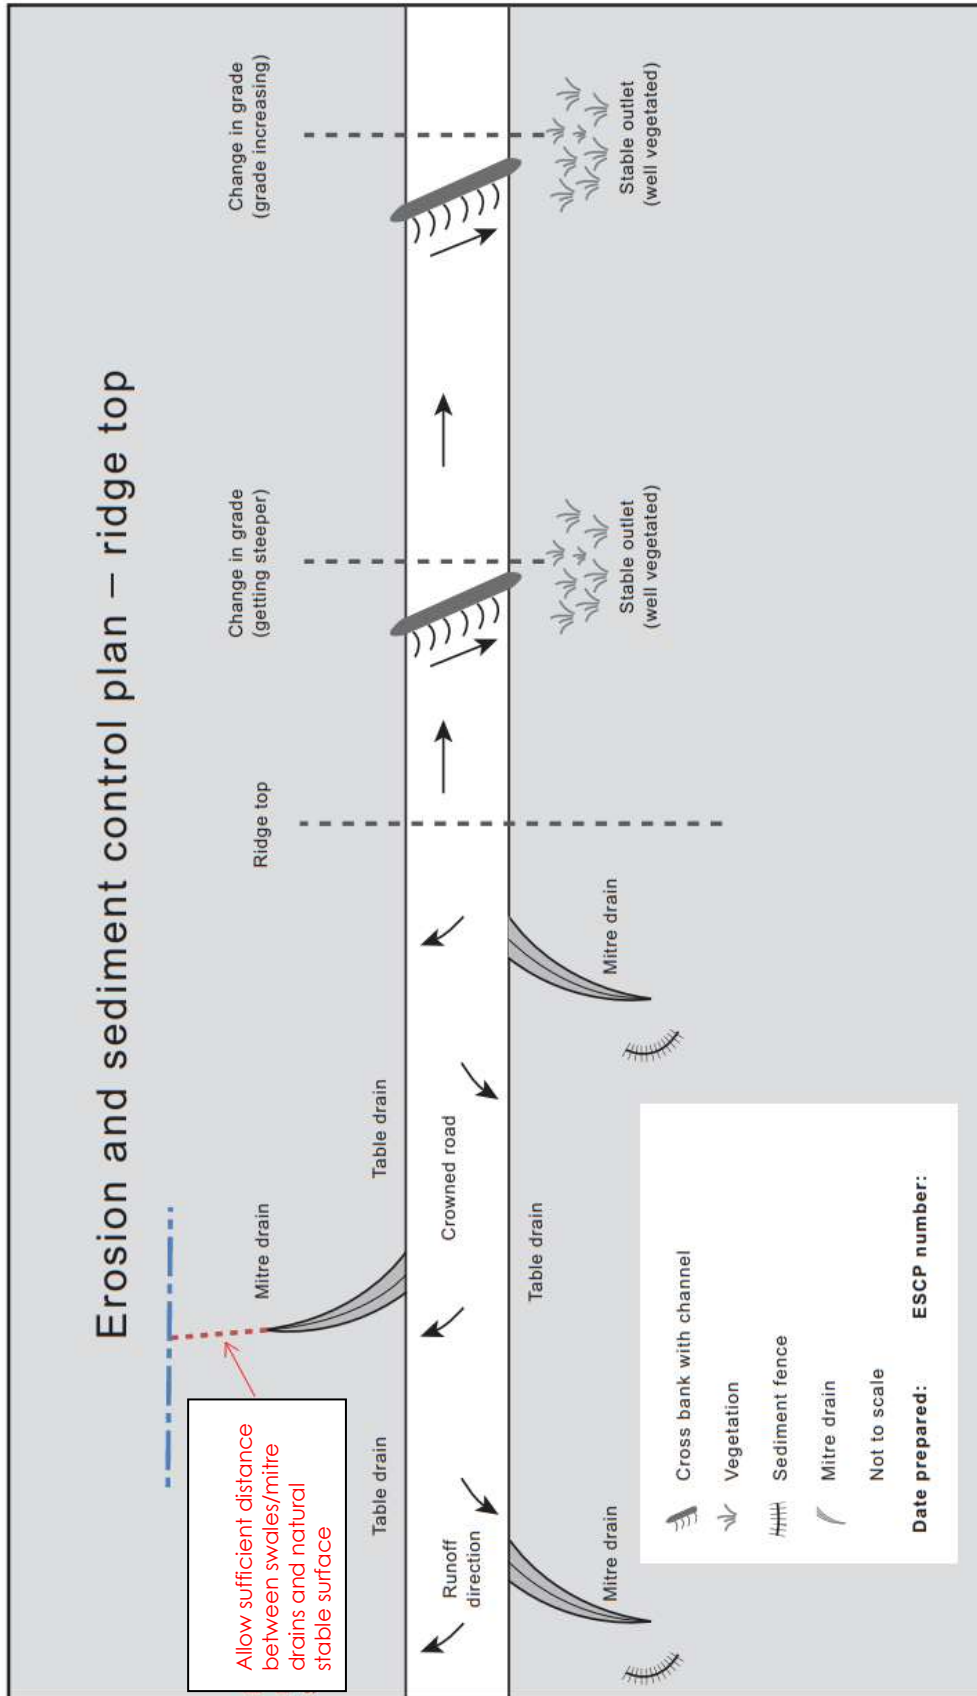 Erosion and sediment control plan – ridge top
Allow sufficient distance
between swales/mitre
drains and natural
stable surface
Mitre drain
Ridge top
Change in grade
(getting steeper)
Change in grade
(grade increasing)
Table drain
Table drain
Runoff
direction
Crowned road
Table drain
Mitre drain
Mitre drain
Stable outlet
(well vegetated)
Stable outlet
(well vegetated)
Cross bank with channel
Vegetation
Sediment fence
Mitre drain
Not to scale
Date prepared:
ESCP number: